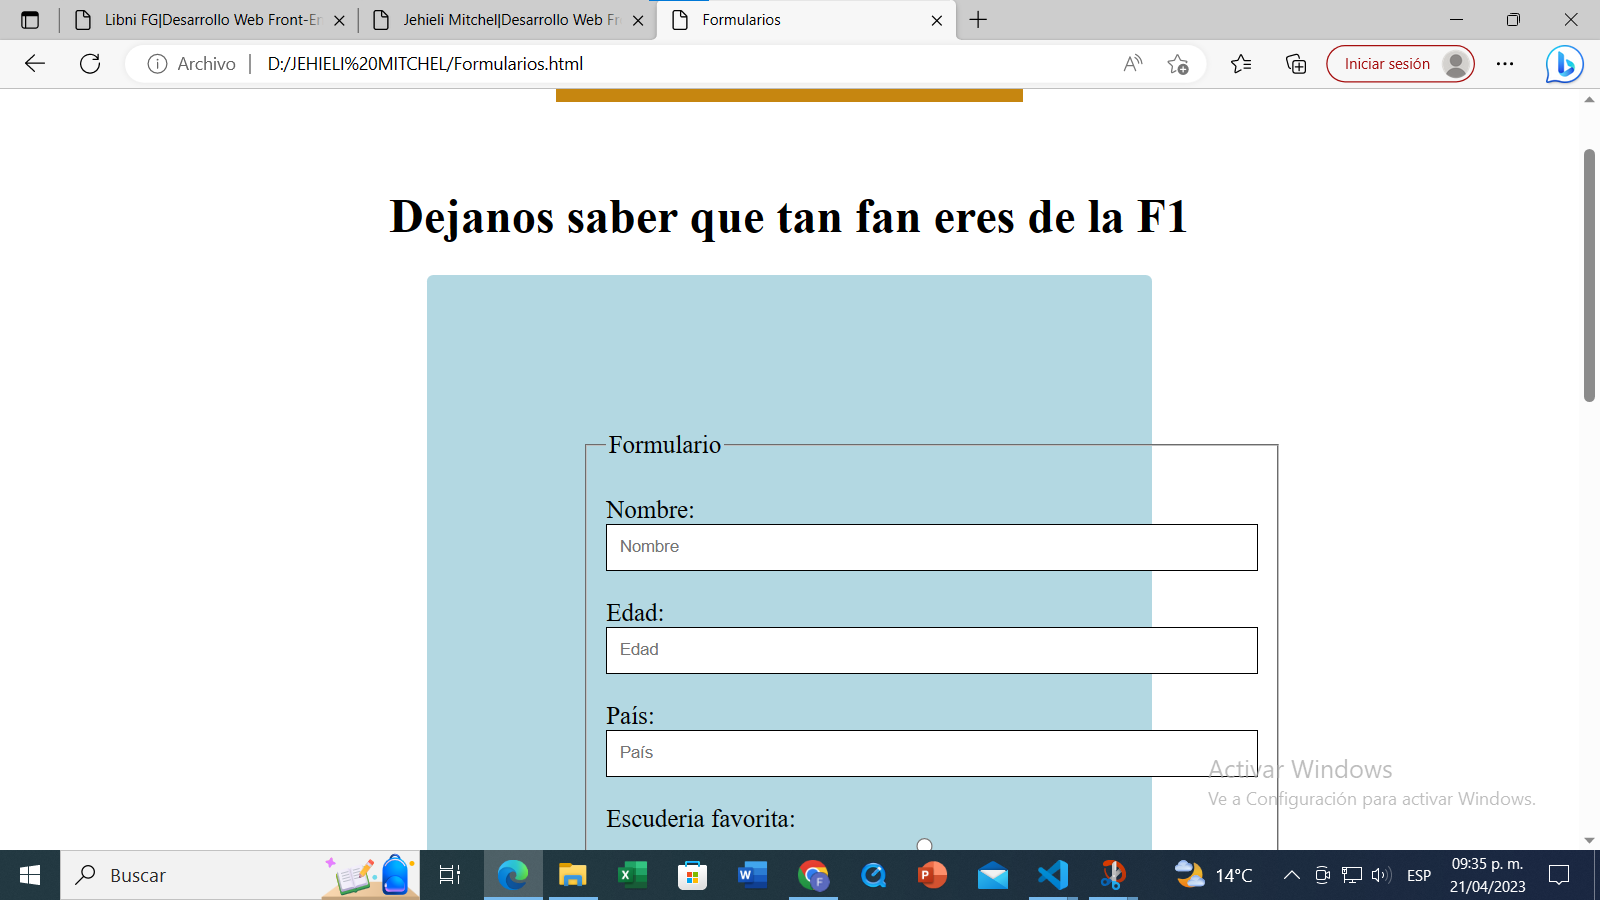 Libni FG|Desarrollo Web Front-En
Jehieli Mitchel|Desarrollo Web Fr
Formularios
Archivo
D:/JEHIELI%20MITCHEL/Formularios.html
Iniciar sesión
Dejanos saber que tan fan eres de la F1
Formulario
Nombre:
Nombre
Edad:
Edad
País:
País
Escuderia favorita:
Activar Windows
Ve a Configuración para activar Windows.
Buscar
14°C
ESP
09:35 p. m.
21/04/2023